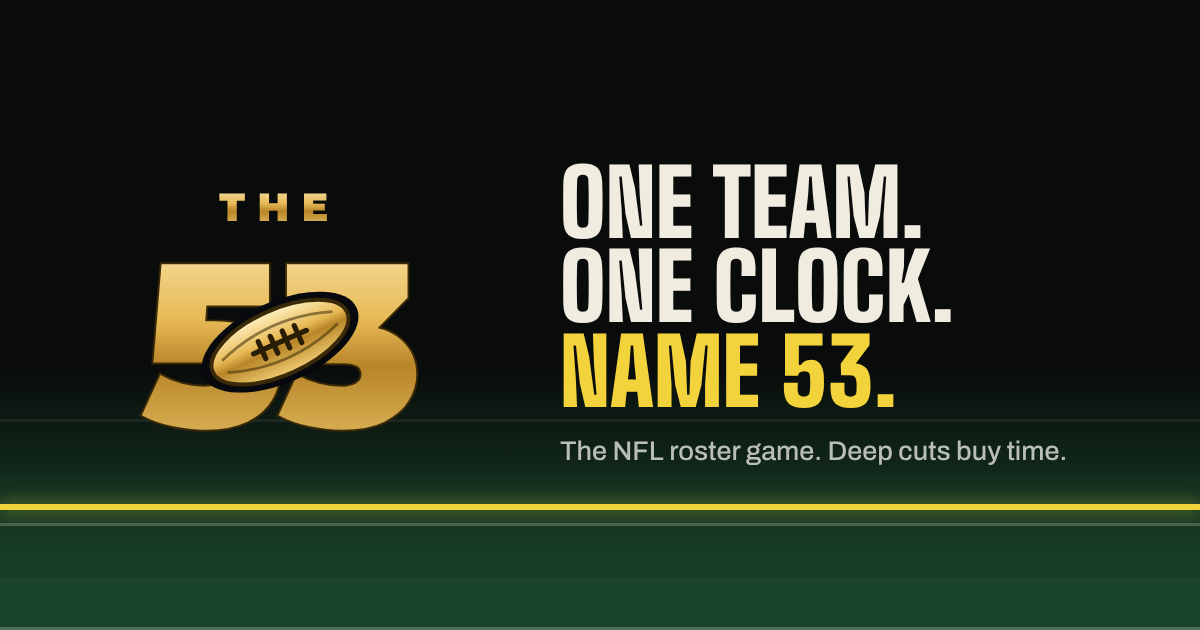 THE
53
ONE TEAM.
ONE CLOCK.
NAME 53.
The NFL roster game. Deep cuts buy time.